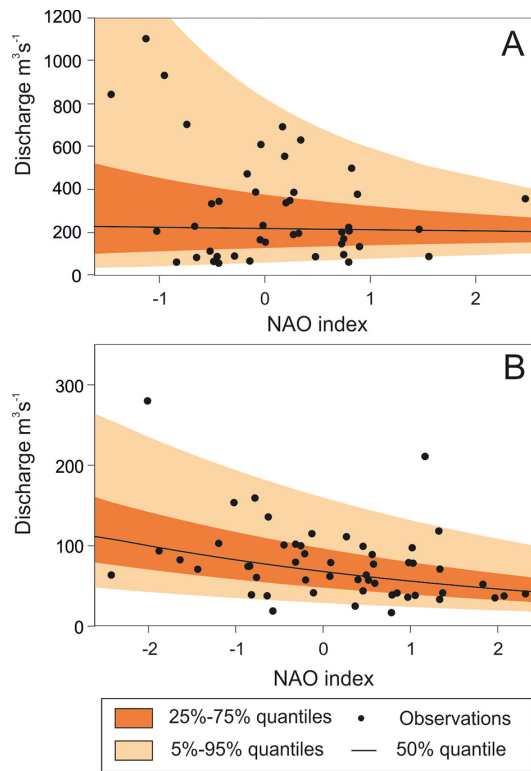 A
1200
1000
800
600
400
200
0
Discharge m³s⁻¹
-1 0 1 2
NAO index
B
300
200
100
0
Discharge m³s⁻¹
-2 -1 0 1 2
NAO index
25%-75% quantiles Observations
5%-95% quantiles 50% quantile